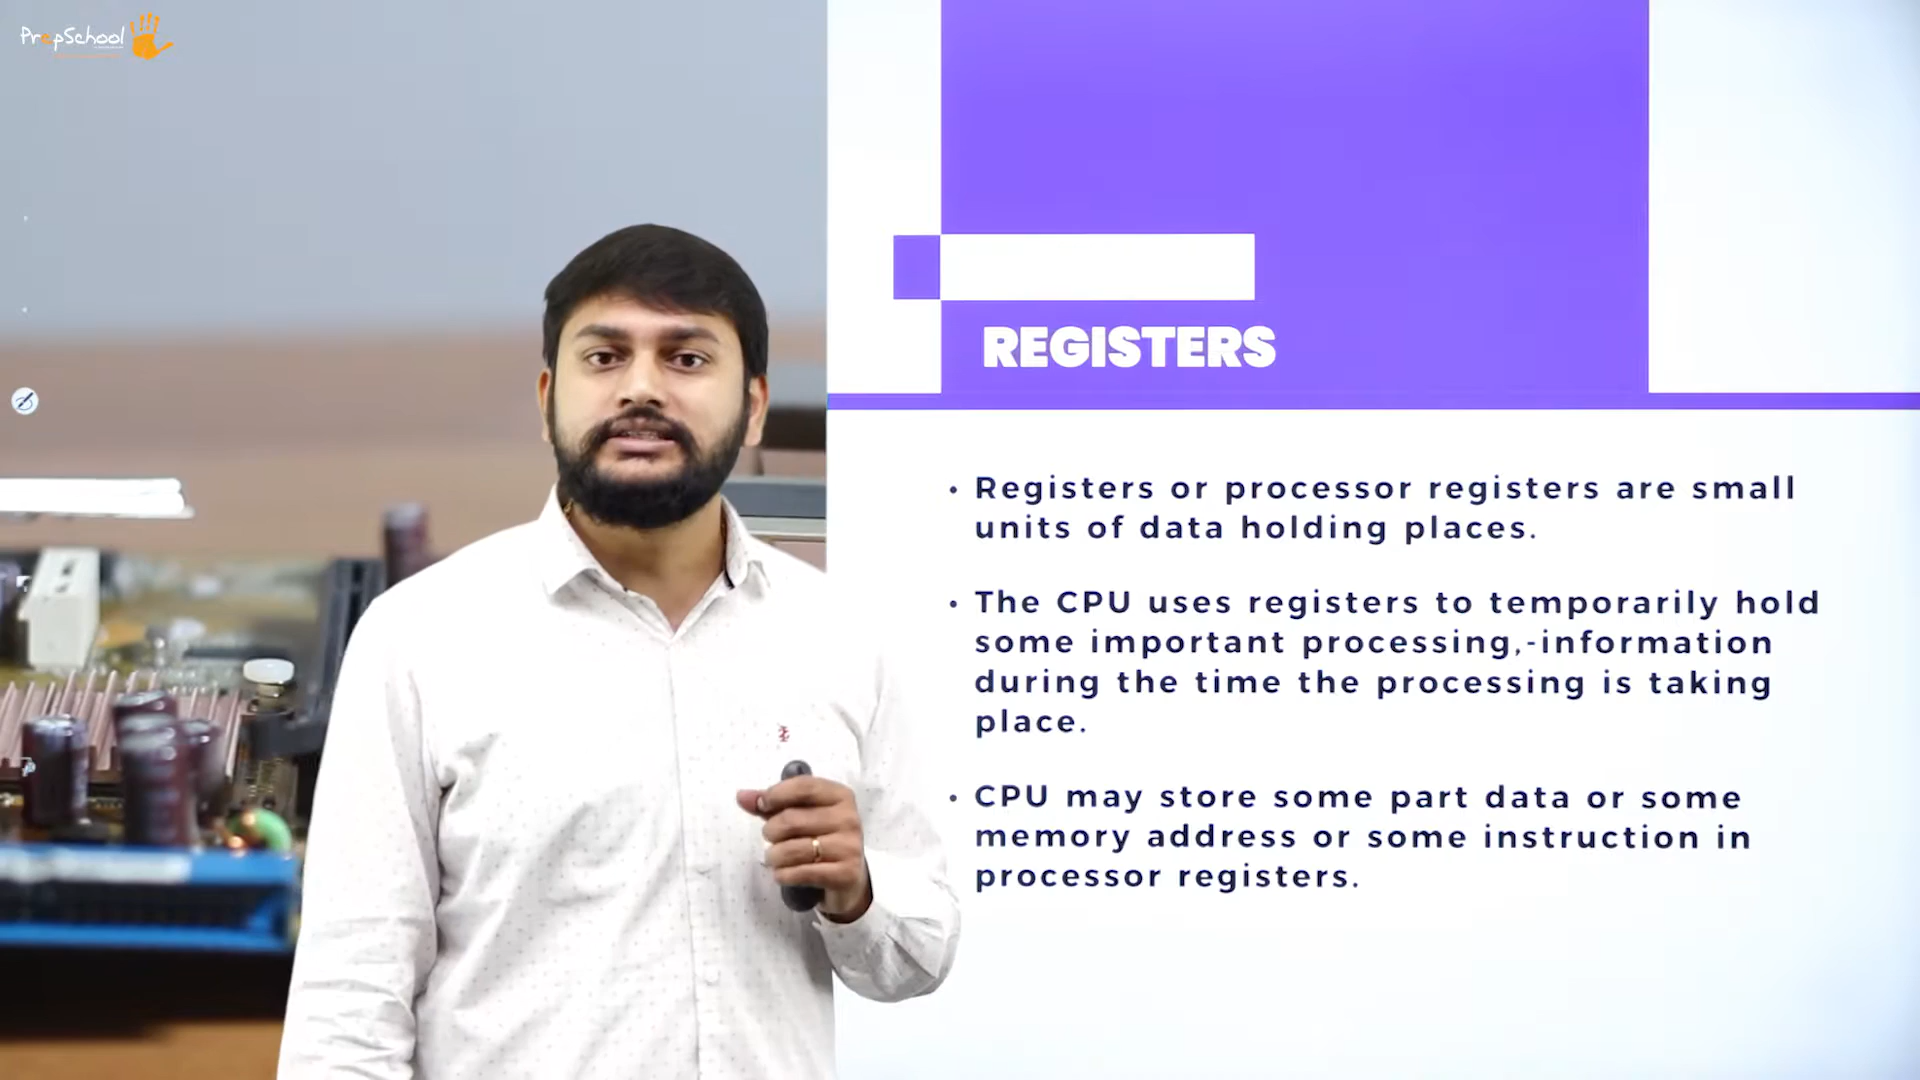 PrepSchool
REGISTERS
• Registers or processor registers are small
units of data holding places.
• The CPU uses registers to temporarily hold
some important processing,-information
during the time the processing is taking
place.
• CPU may store some part data or some
memory address or some instruction in
processor registers.